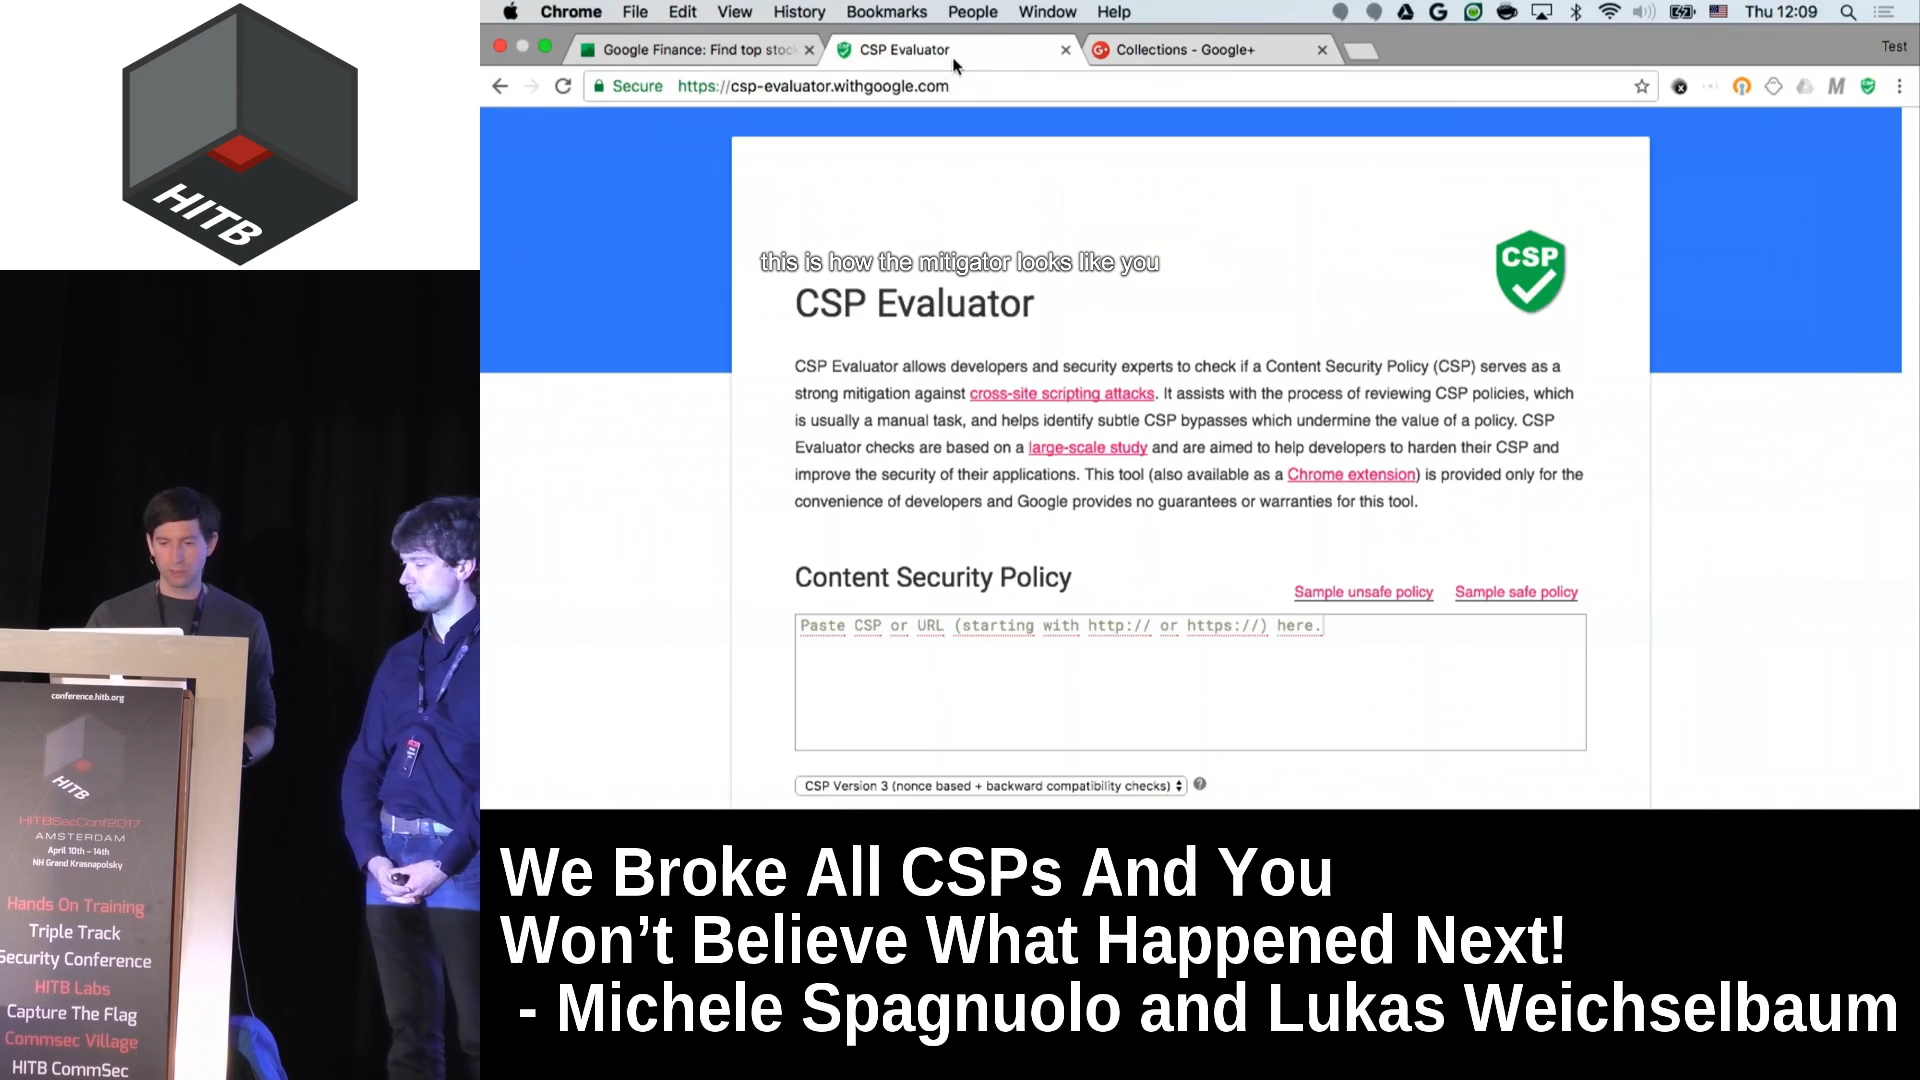 HITB
Chrome File Edit View History Bookmarks People Window Help Thu 12:09
Google Finance: Find top stoc CSP Evaluator Collections - Google+ Test
Secure https://csp-evaluator.withgoogle.com
this is how the mitigator looks like you
CSP
CSP Evaluator
CSP Evaluator allows developers and security experts to check if a Content Security Policy (CSP) serves as a
strong mitigation against cross-site scripting attacks. It assists with the process of reviewing CSP policies, which
is usually a manual task, and helps identify subtle CSP bypasses which undermine the value of a policy. CSP
Evaluator checks are based on a large-scale study and are aimed to help developers to harden their CSP and
improve the security of their applications. This tool (also available as a Chrome extension) is provided only for the
convenience of developers and Google provides no guarantees or warranties for this tool.
Content Security Policy
Sample unsafe policy Sample safe policy
Paste CSP or URL (starting with http:// or https://) here.
CSP Version 3 (nonce based + backward compatibility checks)
conference.hitb.org
HITB
HITBSecConf2017
AMSTERDAM
April 10th – 14th
NH Grand Krasnapolsky
Hands On Training
Triple Track
Security Conference
HITB Labs
Capture The Flag
Commsec Village
HITB CommSec
We Broke All CSPs And You
Won’t Believe What Happened Next!
- Michele Spagnuolo and Lukas Weichselbaum